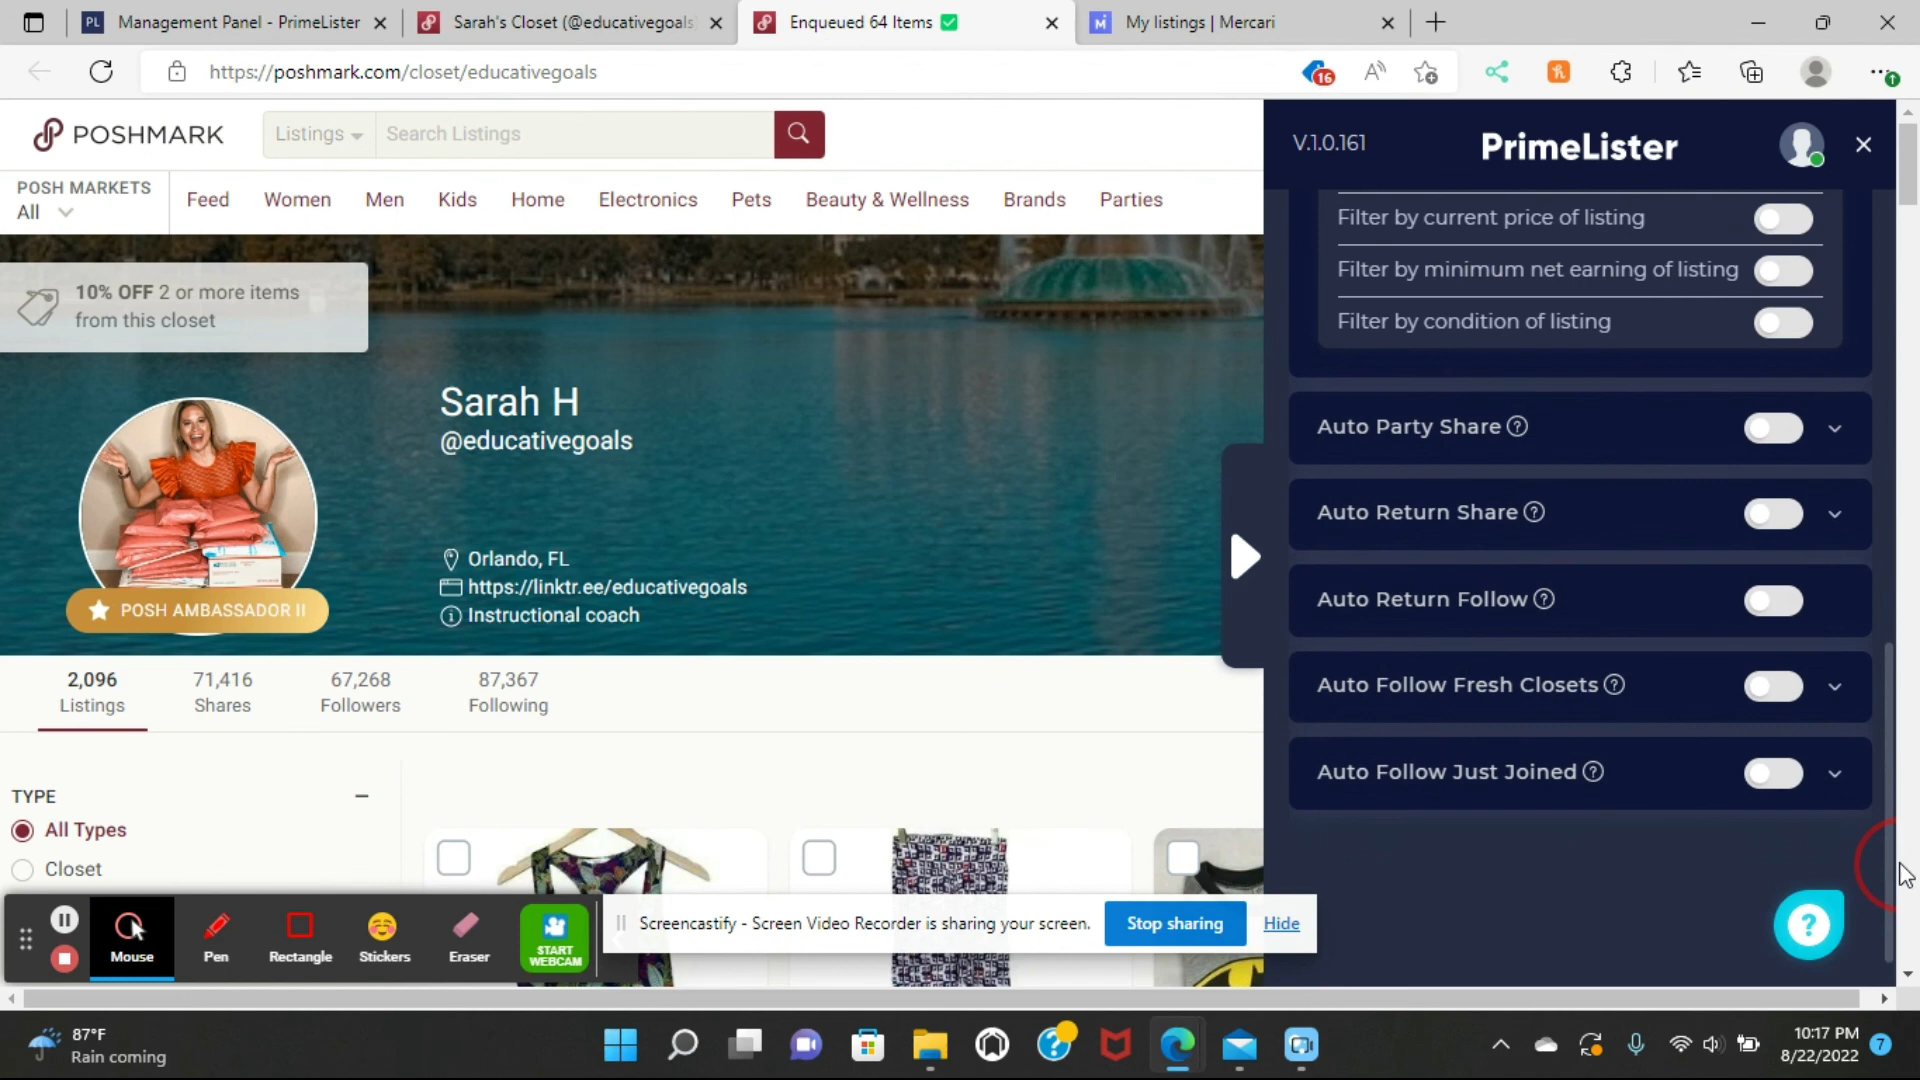 Management Panel - PrimeLister
Sarah's Closet (@educativegoals
Enqueued 64 Items
My listings | Mercari
https://poshmark.com/closet/educativegoals
16
POSHMARK
Listings
Search Listings
POSH MARKETS
All
Feed
Women
Men
Kids
Home
Electronics
Pets
Beauty & Wellness
Brands
Parties
10% OFF 2 or more items
from this closet
Sarah H
@educativegoals
Orlando, FL
https://linktr.ee/educativegoals
Instructional coach
POSH AMBASSADOR II
2,096
Listings
71,416
Shares
67,268
Followers
87,367
Following
TYPE
All Types
Closet
V.1.0.161
PrimeLister
Filter by current price of listing
Filter by minimum net earning of listing
Filter by condition of listing
Auto Party Share
Auto Return Share
Auto Return Follow
Auto Follow Fresh Closets
Auto Follow Just Joined
Mouse
Pen
Rectangle
Stickers
Eraser
START
WEBCAM
Screencastify - Screen Video Recorder is sharing your screen.
Stop sharing
Hide
87°F
Rain coming
10:17 PM
8/22/2022
7